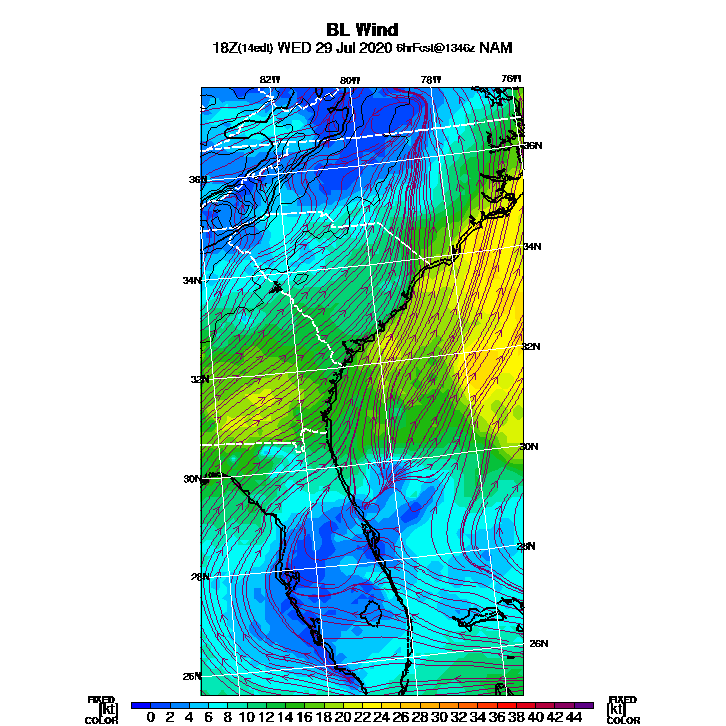 BL Wind
18Z(14edt) WED 29 Jul 2020 6hrFcst@1346z NAM
82W 80W 78W 76W
36N
36N
34N
34N
32N
32N
30N
30N
28N
28N
26N
26N
FIXED FIXED
[kt] [kt]
COLOR COLOR
0 2 4 6 8 10 12 14 16 18 20 22 24 26 28 30 32 34 36 38 40 42 44